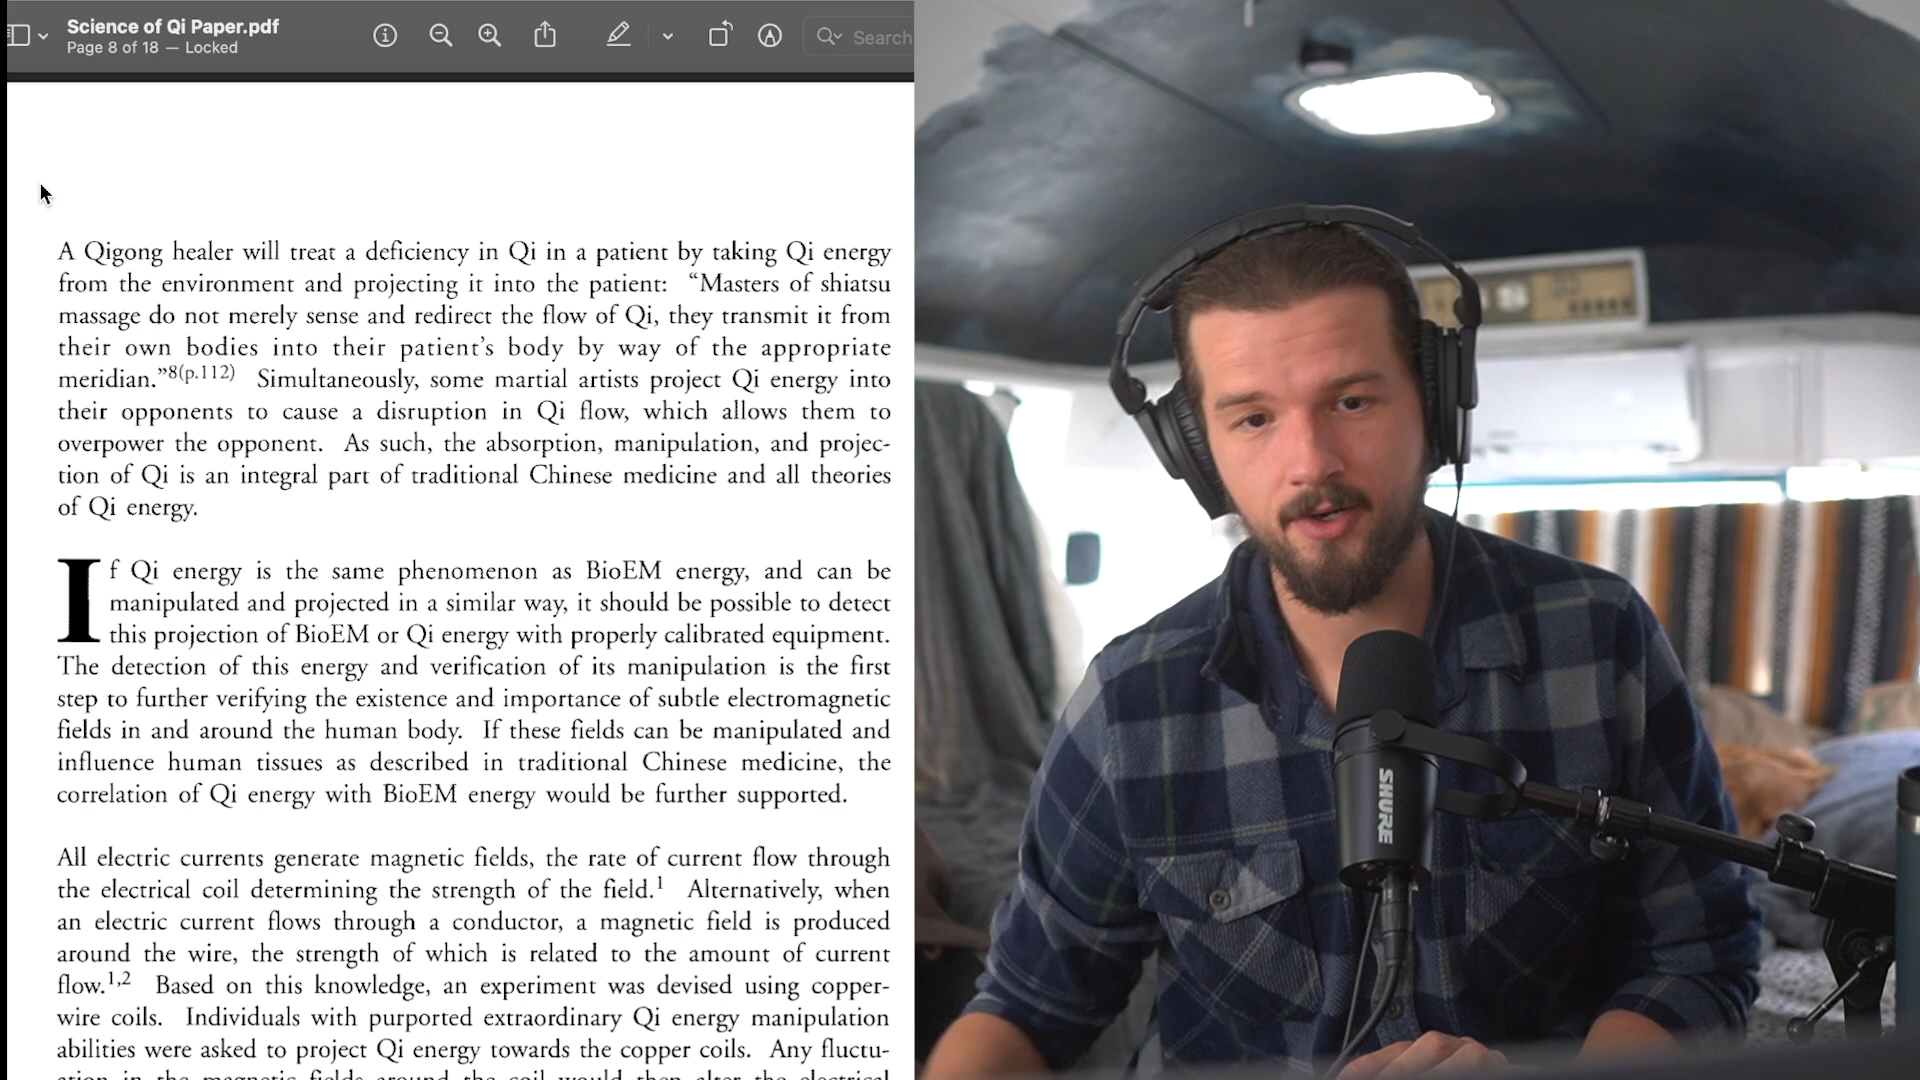 Science of Qi Paper.pdf
Page 8 of 18 — Locked
Search
A Qigong healer will treat a deficiency in Qi in a patient by taking Qi energy
from the environment and projecting it into the patient: “Masters of shiatsu
massage do not merely sense and redirect the flow of Qi, they transmit it from
their own bodies into their patient’s body by way of the appropriate
meridian.”8(p.112) Simultaneously, some martial artists project Qi energy into
their opponents to cause a disruption in Qi flow, which allows them to
overpower the opponent. As such, the absorption, manipulation, and projec-
tion of Qi is an integral part of traditional Chinese medicine and all theories
of Qi energy.
If Qi energy is the same phenomenon as BioEM energy, and can be
manipulated and projected in a similar way, it should be possible to detect
this projection of BioEM or Qi energy with properly calibrated equipment.
The detection of this energy and verification of its manipulation is the first
step to further verifying the existence and importance of subtle electromagnetic
fields in and around the human body. If these fields can be manipulated and
influence human tissues as described in traditional Chinese medicine, the
correlation of Qi energy with BioEM energy would be further supported.
All electric currents generate magnetic fields, the rate of current flow through
the electrical coil determining the strength of the field.1 Alternatively, when
an electric current flows through a conductor, a magnetic field is produced
around the wire, the strength of which is related to the amount of current
flow.1,2 Based on this knowledge, an experiment was devised using copper-
wire coils. Individuals with purported extraordinary Qi energy manipulation
abilities were asked to project Qi energy towards the copper coils. Any fluctu-
ation in the magnetic fields around the coil would then alter the electrical
SHURE